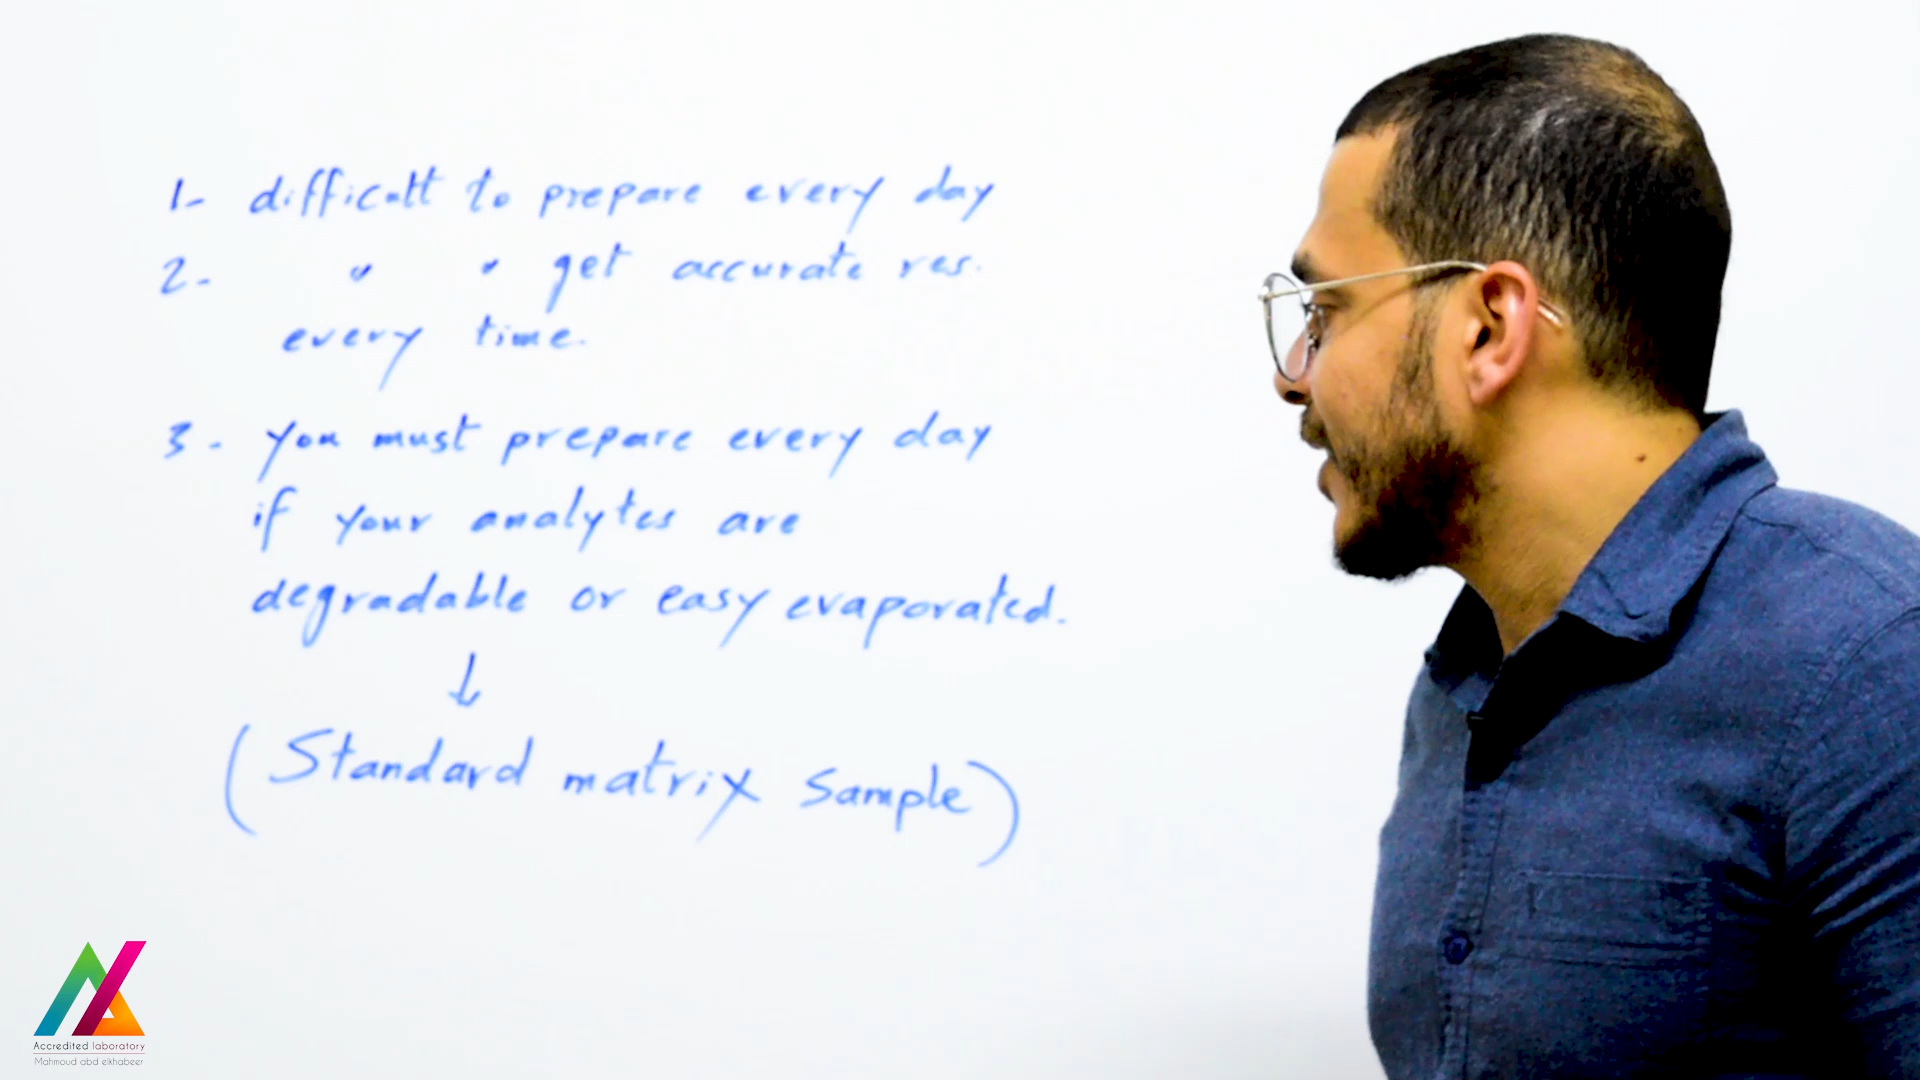 1- difficult to prepare every day
2- " " get accurate res.
every time.
3- you must prepare every day
if your analytes are
degradable or easy evaporated.
↓
(Standard matrix sample)
Accredited laboratory
Mahmoud abd elkhabeer